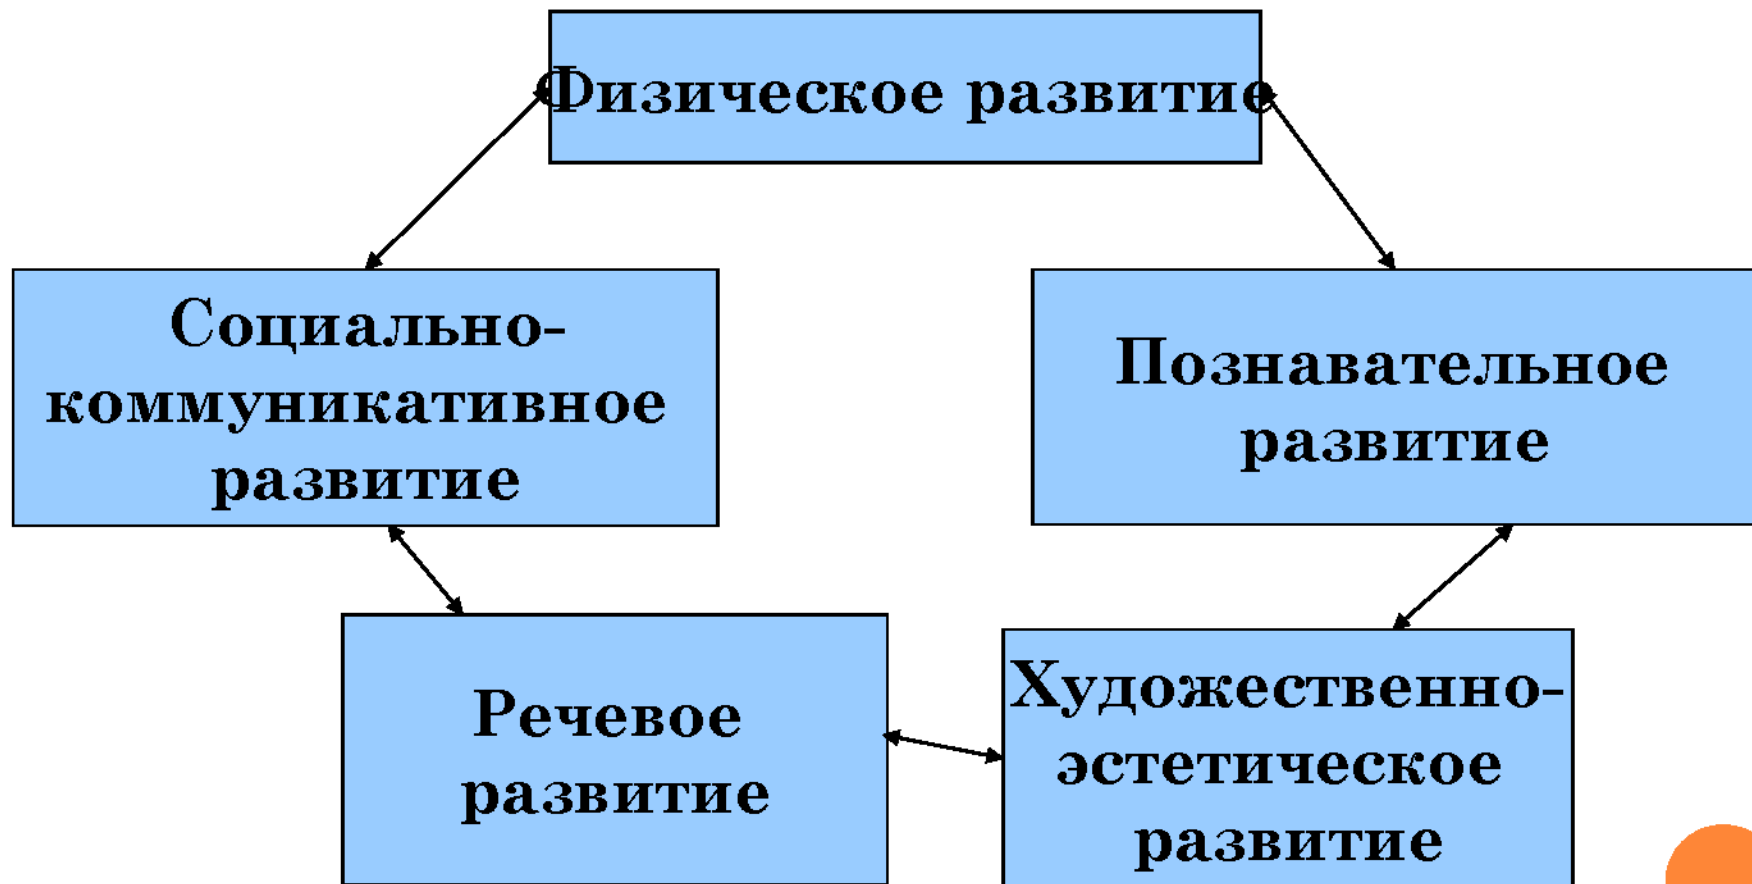 Физическое развитие
Социально-
коммуникативное
развитие
Познавательное
развитие
Речевое
развитие
Художественно-
эстетическое
развитие